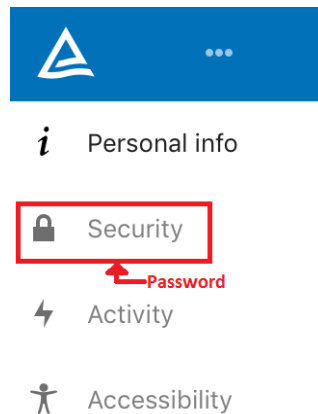 Personal info
Security
Password
Activity
Accessibility